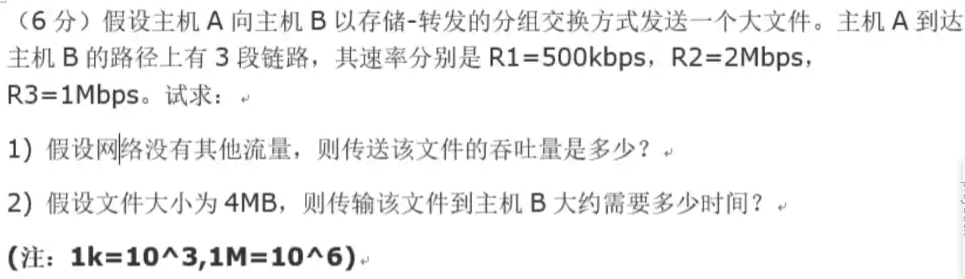 （6 分）假设主机 A 向主机 B 以存储-转发的分组交换方式发送一个大文件。主机 A 到达
主机 B 的路径上有 3 段链路，其速率分别是 R1=500kbps，R2=2Mbps，
R3=1Mbps。试求：
1) 假设网络没有其他流量，则传送该文件的吞吐量是多少？
2) 假设文件大小为 4MB，则传输该文件到主机 B 大约需要多少时间？
(注：1k=10^3,1M=10^6)